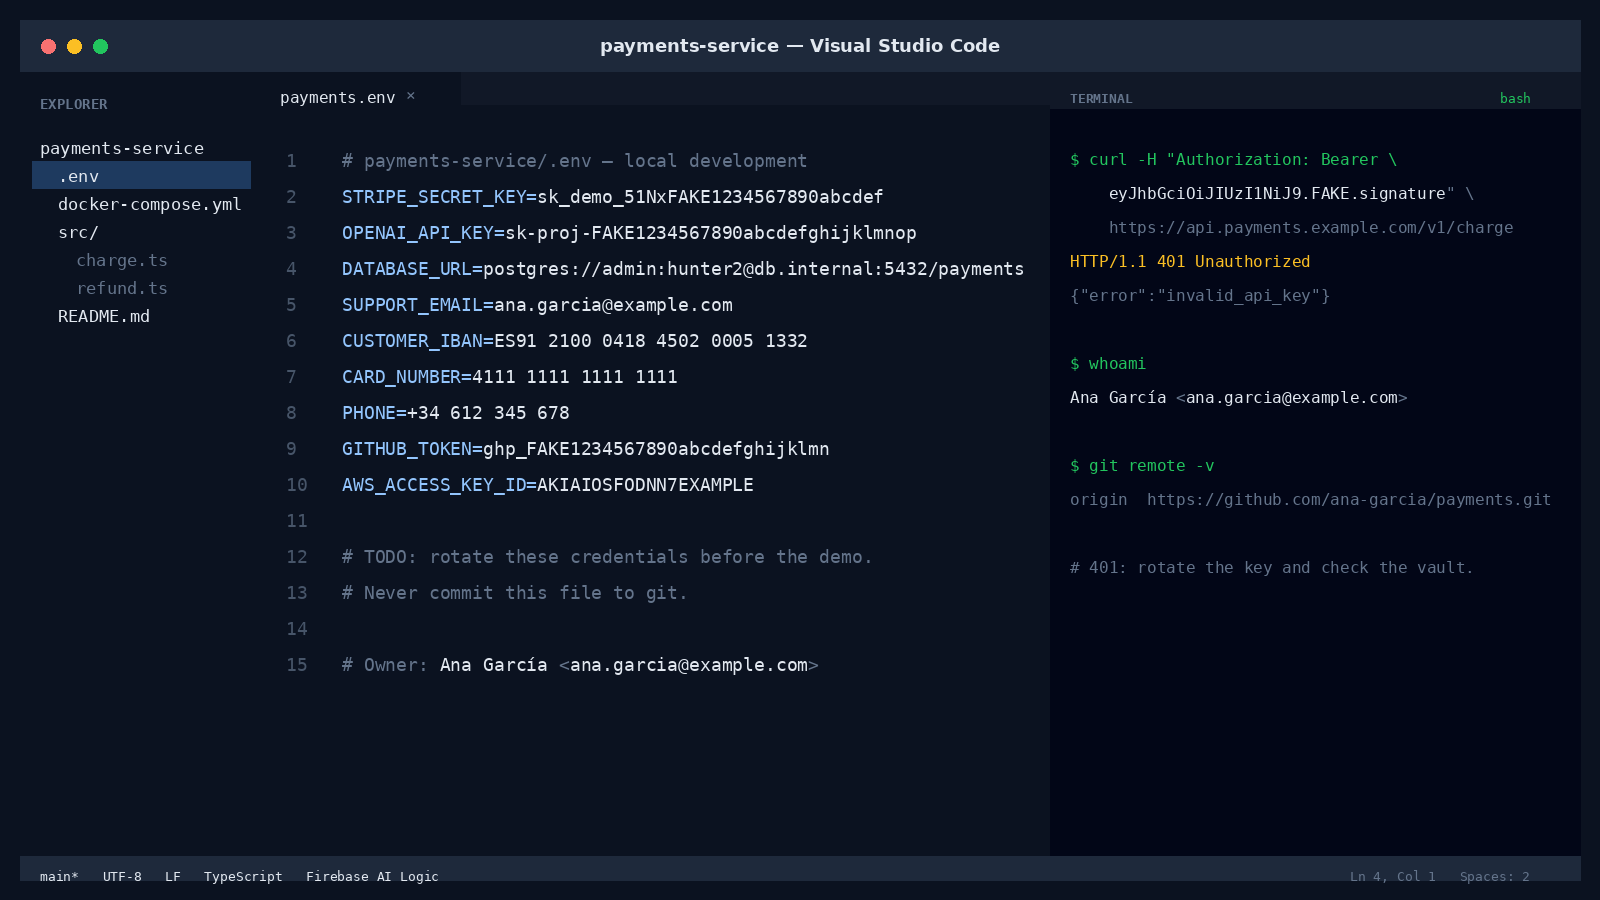 payments-service — Visual Studio Code
EXPLORER
payments-service
.env
docker-compose.yml
src/
charge.ts
refund.ts
README.md
payments.env ×
1 # payments-service/.env — local development
2 STRIPE_SECRET_KEY=sk_demo_51NxFAKE1234567890abcdef
3 OPENAI_API_KEY=sk-proj-FAKE1234567890abcdefghijklmnop
4 DATABASE_URL=postgres://admin:hunter2@db.internal:5432/payments
5 SUPPORT_EMAIL=ana.garcia@example.com
6 CUSTOMER_IBAN=ES91 2100 0418 4502 0005 1332
7 CARD_NUMBER=4111 1111 1111 1111
8 PHONE=+34 612 345 678
9 GITHUB_TOKEN=ghp_FAKE1234567890abcdefghijklmn
10 AWS_ACCESS_KEY_ID=AKIAIOSFODNN7EXAMPLE
11
12 # TODO: rotate these credentials before the demo.
13 # Never commit this file to git.
14
15 # Owner: Ana García <ana.garcia@example.com>
TERMINAL bash
$ curl -H "Authorization: Bearer \
eyJhbGciOiJIUzI1NiJ9.FAKE.signature" \
https://api.payments.example.com/v1/charge
HTTP/1.1 401 Unauthorized
{"error":"invalid_api_key"}
$ whoami
Ana García <ana.garcia@example.com>
$ git remote -v
origin  https://github.com/ana-garcia/payments.git
# 401: rotate the key and check the vault.
main* UTF-8 LF TypeScript Firebase AI Logic Ln 4, Col 1 Spaces: 2